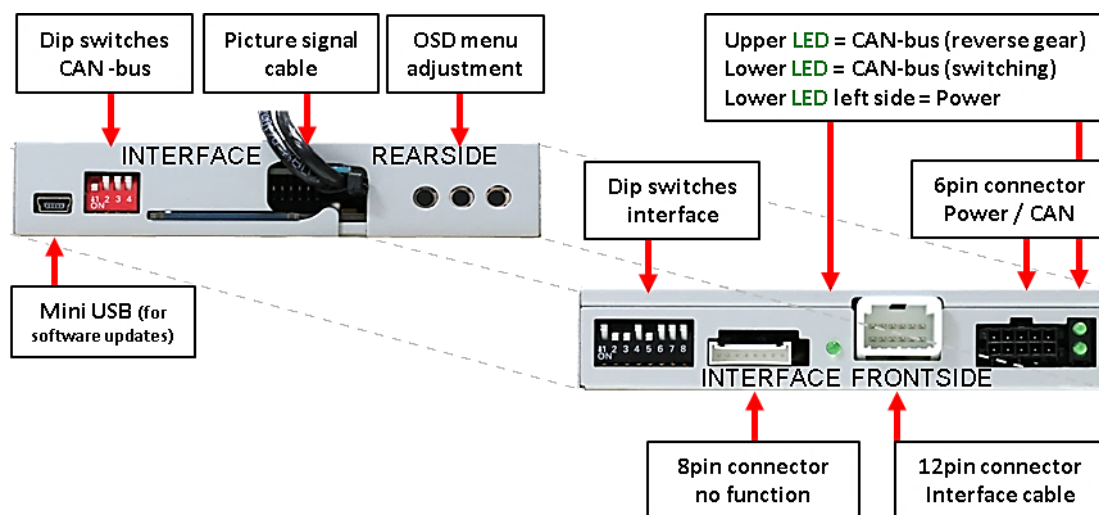 Dip switches
CAN -bus
Picture signal
cable
OSD menu
adjustment
Upper LED = CAN-bus (reverse gear)
Lower LED = CAN-bus (switching)
Lower LED left side = Power
INTERFACE REARSIDE
1 2 3 4
ON
Dip switches
interface
6pin connector
Power / CAN
Mini USB (for
software updates)
1 2 3 4 5 6 7 8
ON
INTERFACE FRONTSIDE
8pin connector
no function
12pin connector
Interface cable